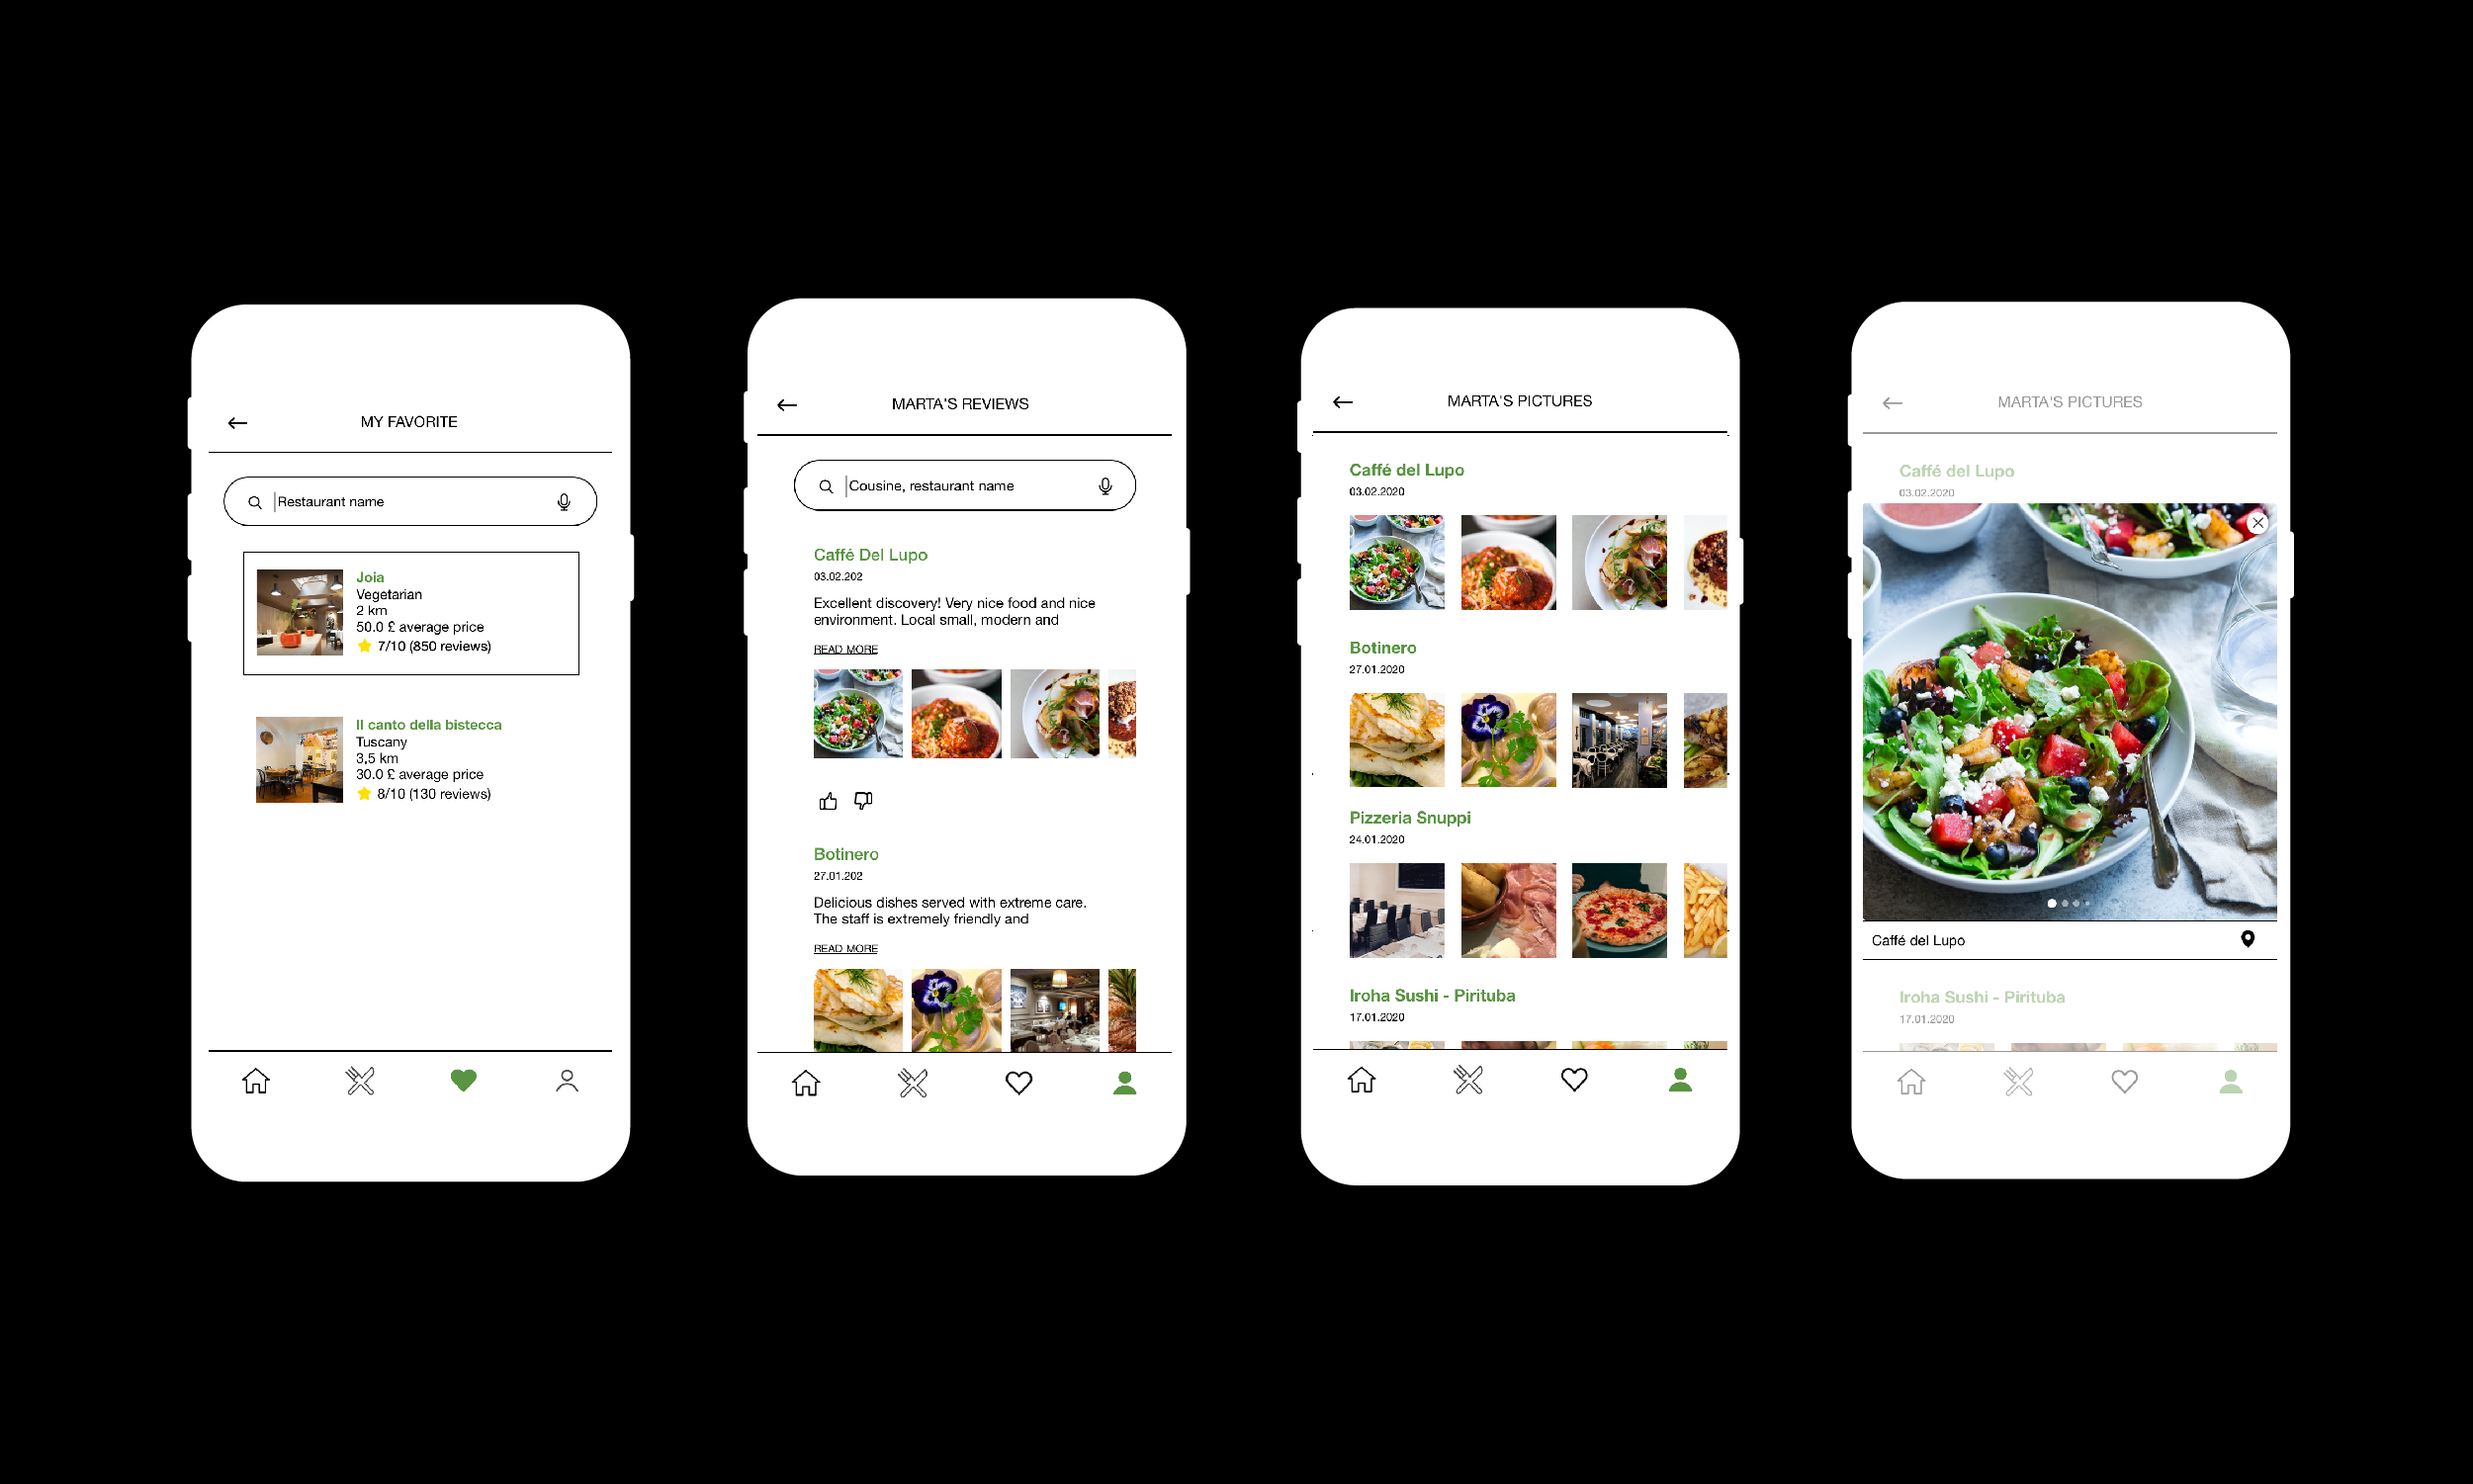 MY FAVORITE
Restaurant name
Joia
Vegetarian
2 km
50.0 £ average price
7/10 (850 reviews)
Il canto della bistecca
Tuscany
3,5 km
30.0 £ average price
8/10 (130 reviews)
MARTA'S REVIEWS
Cousine, restaurant name
Caffé Del Lupo
03.02.202
Excellent discovery! Very nice food and nice
environment. Local small, modern and
READ MORE
Botinero
27.01.202
Delicious dishes served with extreme care.
The staff is extremely friendly and
READ MORE
MARTA'S PICTURES
Caffé del Lupo
03.02.2020
Botinero
27.01.2020
Pizzeria Snuppi
24.01.2020
Iroha Sushi - Pirituba
17.01.2020
MARTA'S PICTURES
Caffé del Lupo
03.02.2020
Caffé del Lupo
Iroha Sushi - Pirituba
17.01.2020